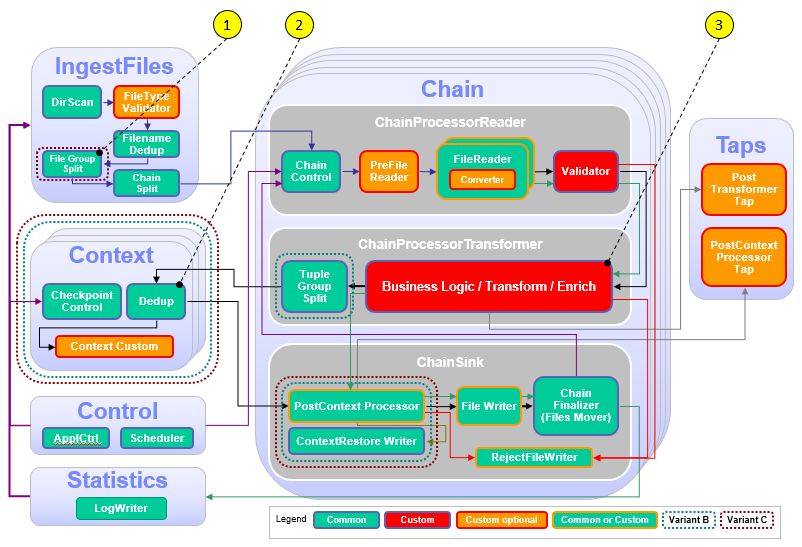 1
2
3
IngestFiles
DirScan
FileType
Validator
Filename
Dedup
File Group
Split
Chain
Split
Context
Checkpoint
Control
Dedup
Context Custom
Control
ApplCtrl
Scheduler
Statistics
LogWriter
Chain
ChainProcessorReader
Chain
Control
PreFile
Reader
FileReader
Converter
Validator
ChainProcessorTransformer
Tuple
Group
Split
Business Logic / Transform / Enrich
ChainSink
PostContext Processor
ContextRestore Writer
File Writer
Chain
Finalizer
(Files Mover)
RejectFileWriter
Taps
Post
Transformer
Tap
PostContext
Processor
Tap
Legend
Common
Custom
Custom optional
Common or Custom
Variant B
Variant C